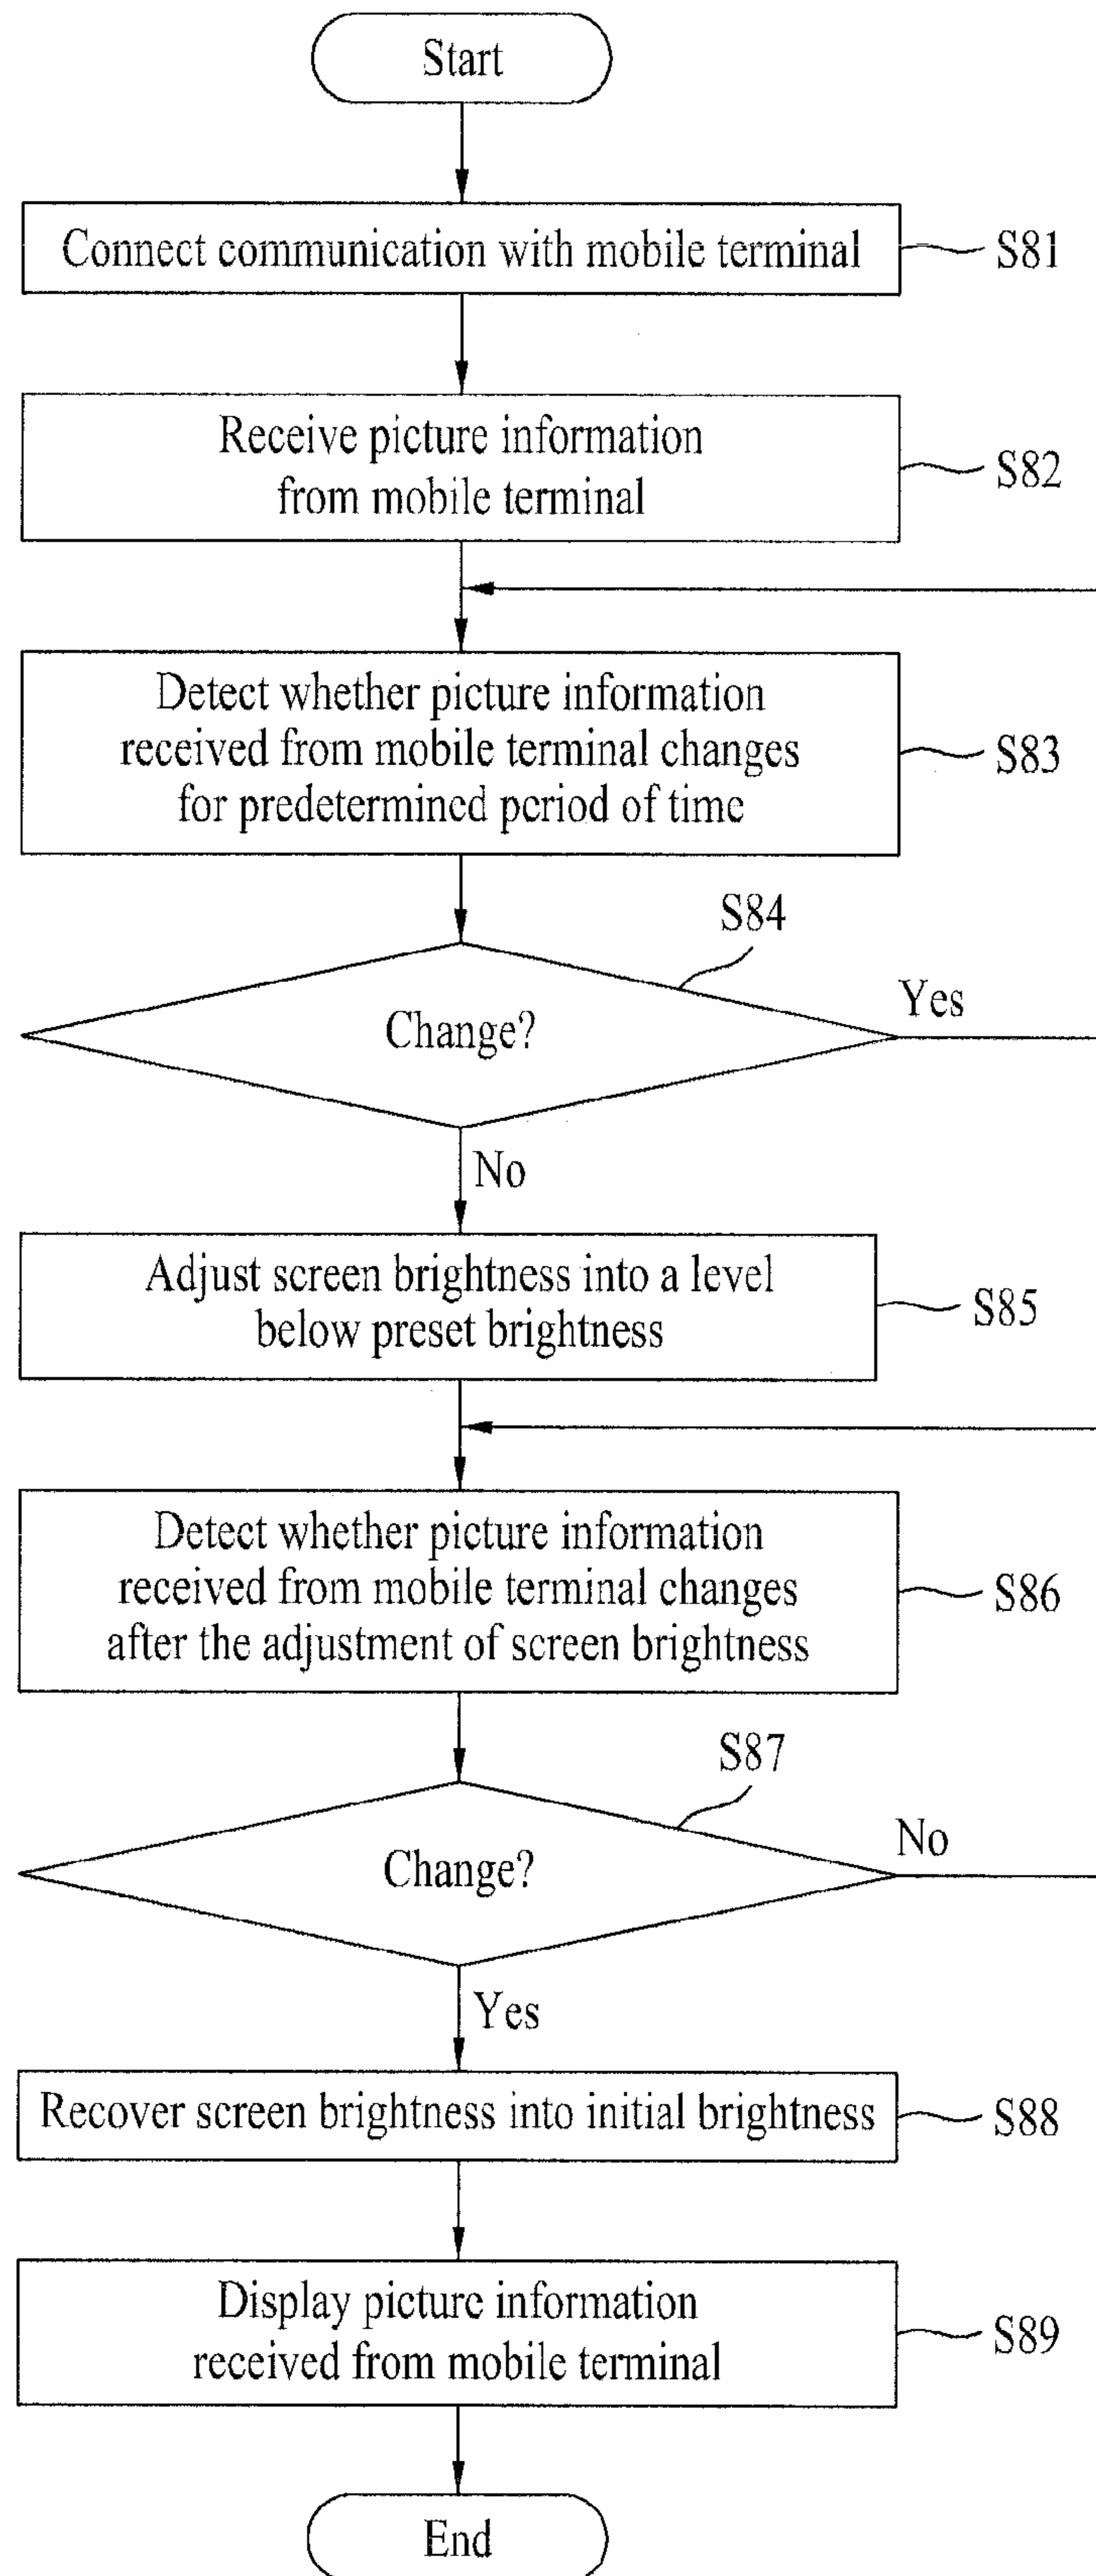 Start
Connect communication with mobile terminal
S81
Receive picture information
from mobile terminal
S82
Detect whether picture information
received from mobile terminal changes
for predetermined period of time
S83
S84
Change?
Yes
No
Adjust screen brightness into a level
below preset brightness
S85
Detect whether picture information
received from mobile terminal changes
after the adjustment of screen brightness
S86
S87
Change?
No
Yes
Recover screen brightness into initial brightness
S88
Display picture information
received from mobile terminal
S89
End